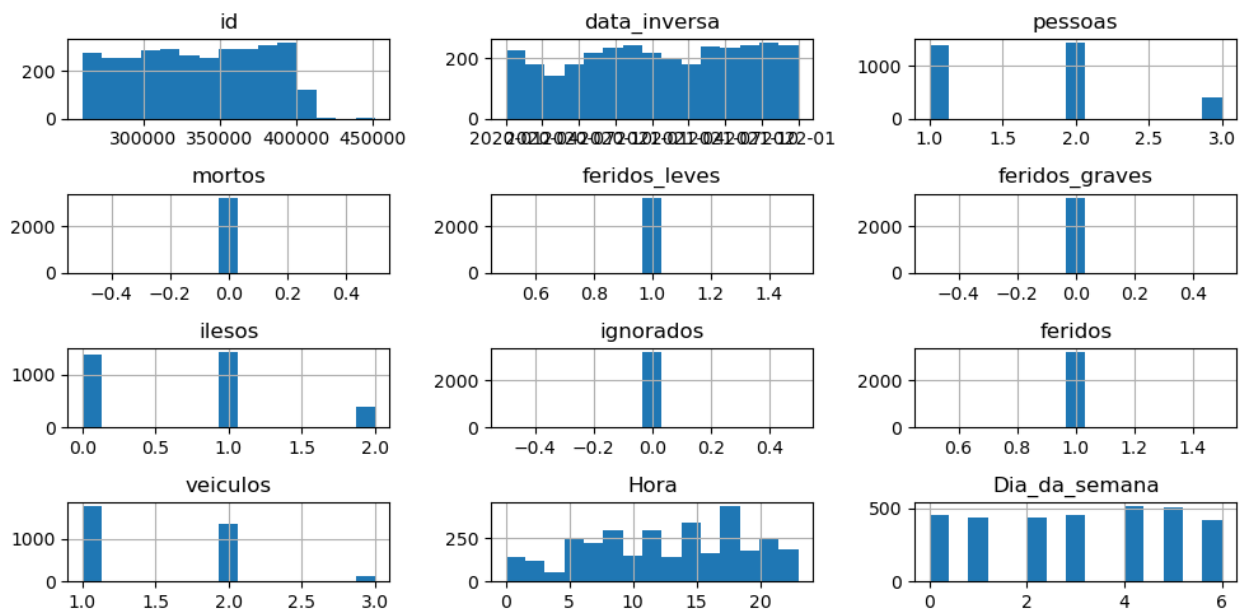 id
data_inversa
pessoas
200
0
300000 350000 400000 450000
200
0
1000
0
1.0 1.5 2.0 2.5 3.0
mortos
feridos_leves
feridos_graves
2000
0
−0.4 −0.2 0.0 0.2 0.4
2000
0
0.6 0.8 1.0 1.2 1.4
2000
0
−0.4 −0.2 0.0 0.2 0.4
ilesos
ignorados
feridos
1000
0
0.0 0.5 1.0 1.5 2.0
2000
0
−0.4 −0.2 0.0 0.2 0.4
2000
0
0.6 0.8 1.0 1.2 1.4
veiculos
Hora
Dia_da_semana
1000
0
1.0 1.5 2.0 2.5 3.0
250
0
0 5 10 15 20
500
0
0 2 4 6